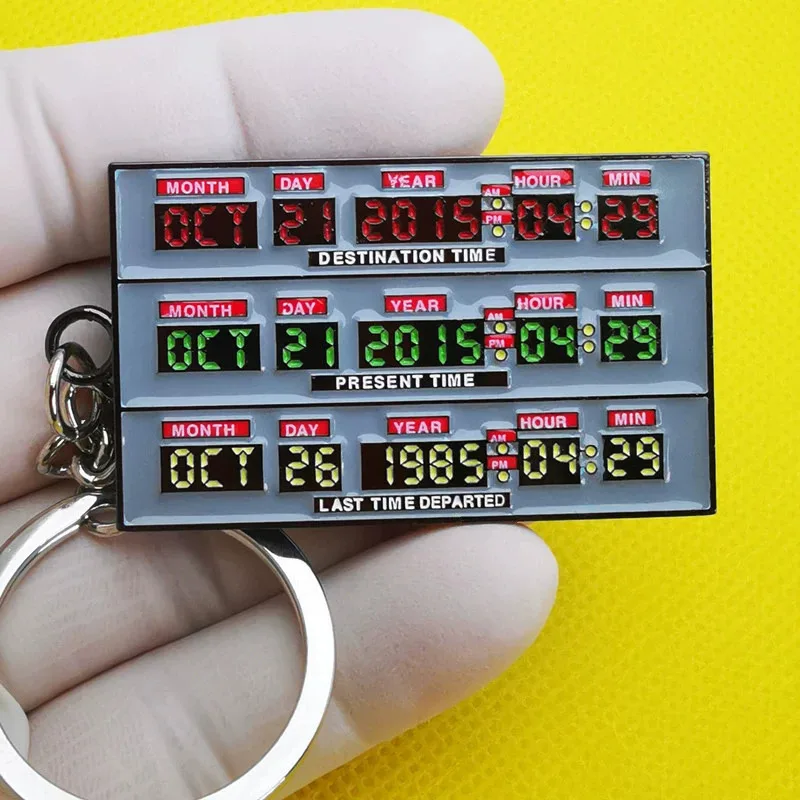 MONTH DAY YEAR AM HOUR MIN
OCT 21 2015 PM 04:29
DESTINATION TIME
MONTH DAY YEAR AM HOUR MIN
OCT 21 2015 PM 04:29
PRESENT TIME
MONTH DAY YEAR AM HOUR MIN
OCT 26 1985 PM 04:29
LAST TIME DEPARTED